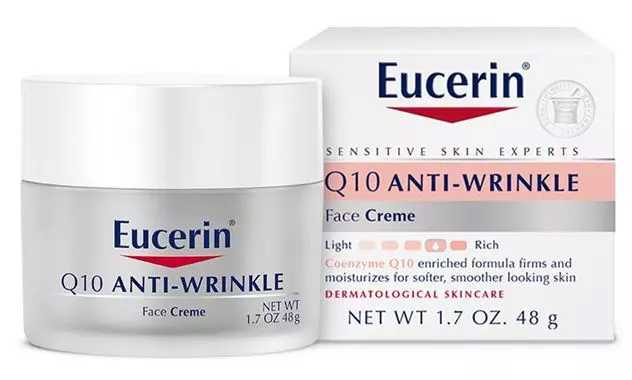 Eucerin®
Q10 ANTI-WRINKLE
Face Creme
NET WT
1.7 OZ 48g
Eucerin®
SENSITIVE SKIN EXPERTS
Q10 ANTI-WRINKLE
Face Creme
Light Rich
Coenzyme Q10 enriched formula firms and
moisturizes for softer, smoother looking skin
DERMATOLOGICAL SKINCARE
NET WT 1.7 OZ. 48 g